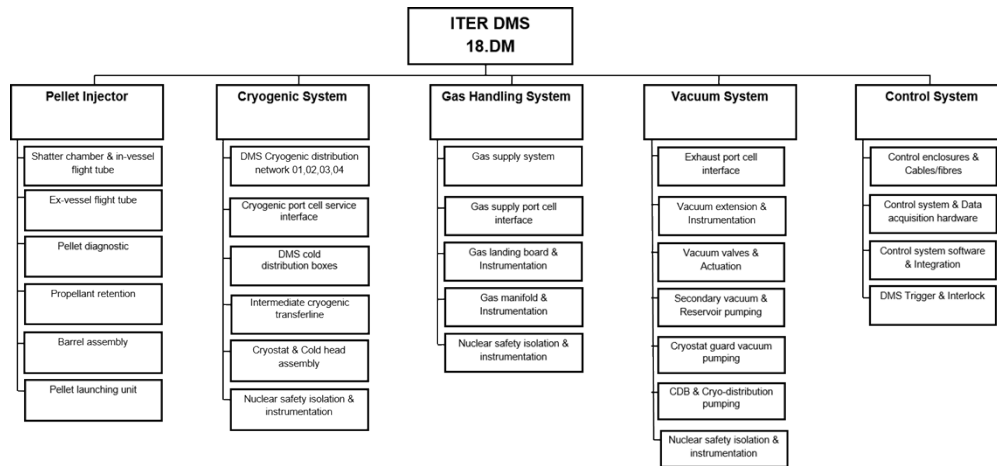 ITER DMS
18.DM
Pellet Injector
Shatter chamber & in-vessel
flight tube
Ex-vessel flight tube
Pellet diagnostic
Propellant retention
Barrel assembly
Pellet launching unit
Cryogenic System
DMS Cryogenic distribution
network 01,02,03,04
Cryogenic port cell service
interface
DMS cold
distribution boxes
Intermediate cryogenic
transferline
Cryostat & Cold head
assembly
Nuclear safety isolation &
instrumentation
Gas Handling System
Gas supply system
Gas supply port cell
interface
Gas landing board &
Instrumentation
Gas manifold &
Instrumentation
Nuclear safety isolation &
instrumentation
Vacuum System
Exhaust port cell
interface
Vacuum extension &
Instrumentation
Vacuum valves &
Actuation
Secondary vacuum &
Reservoir pumping
Cryostat guard vacuum
pumping
CDB & Cryo-distribution
pumping
Nuclear safety isolation &
instrumentation
Control System
Control enclosures &
Cables/fibres
Control system & Data
acquisition hardware
Control system software
& Integration
DMS Trigger & Interlock